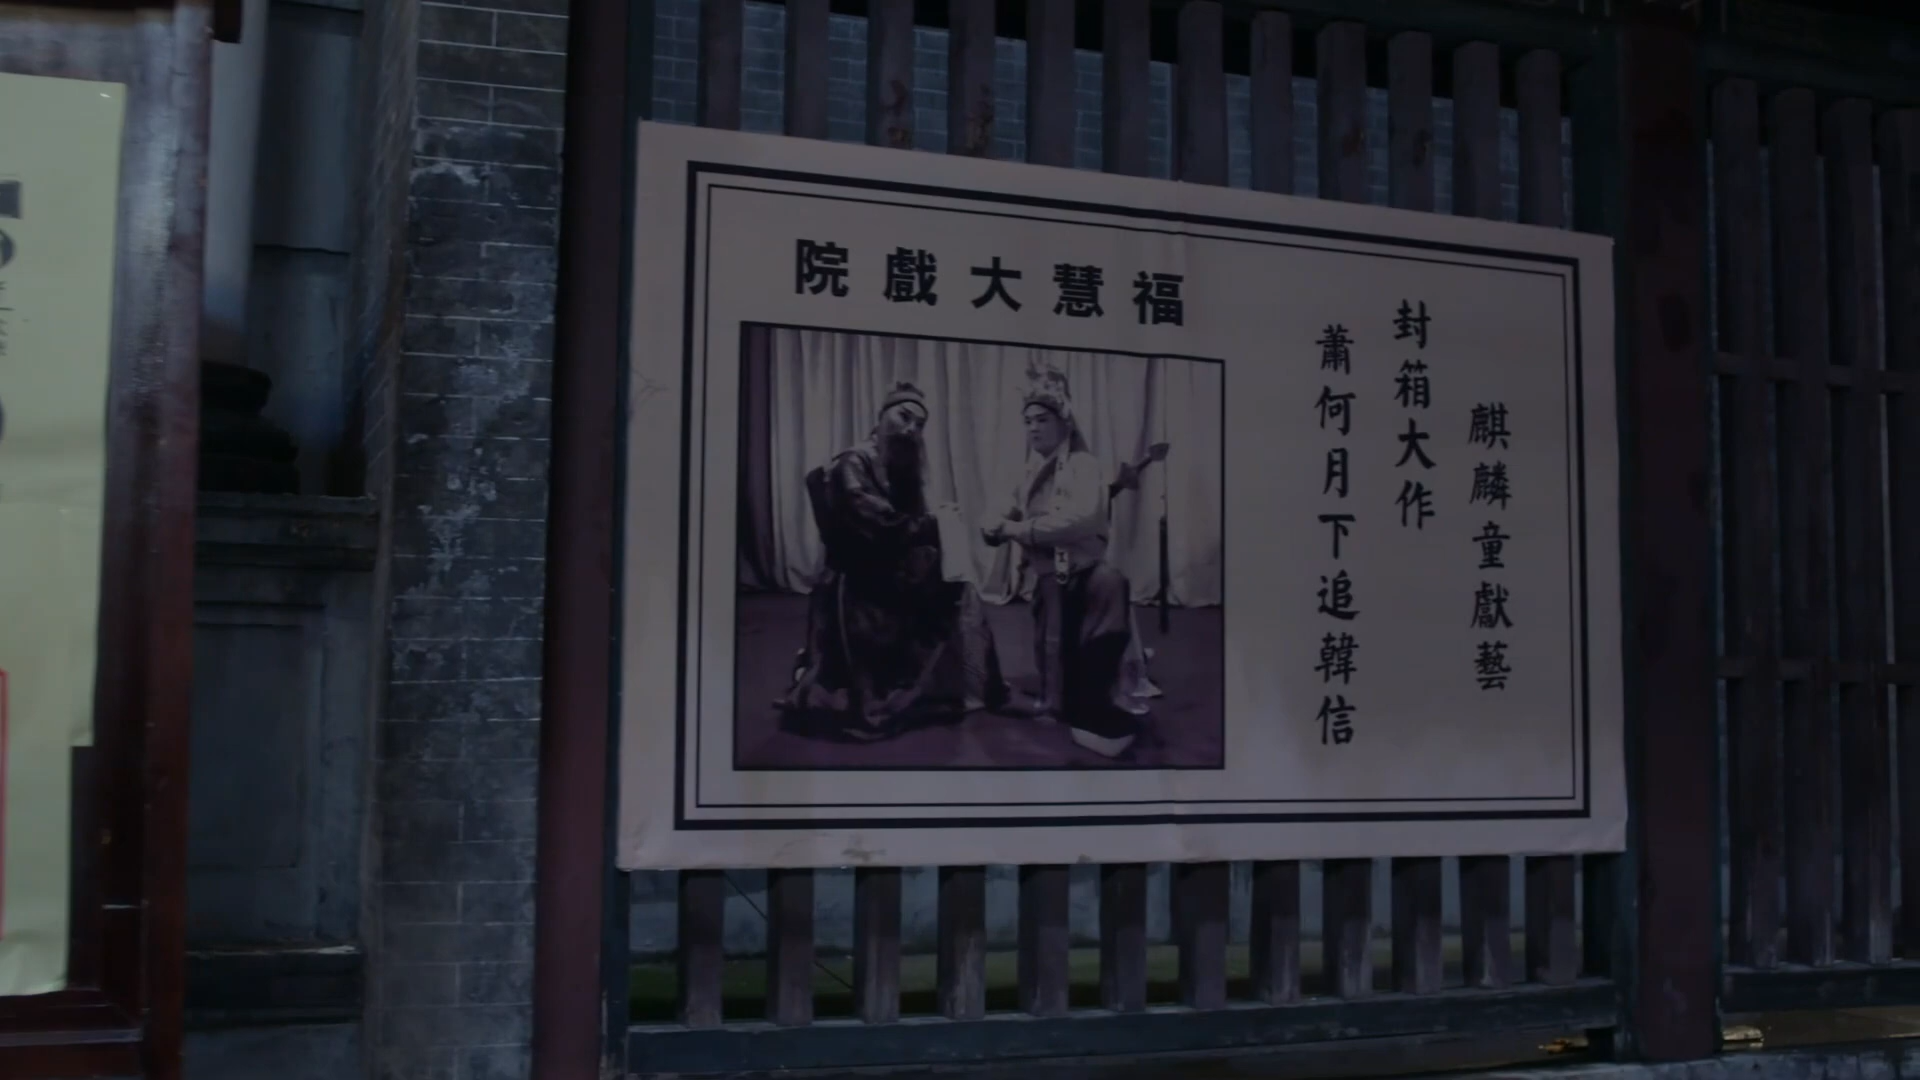 福慧大戲院
麒麟童獻藝
封箱大作
蕭何月下追韓信